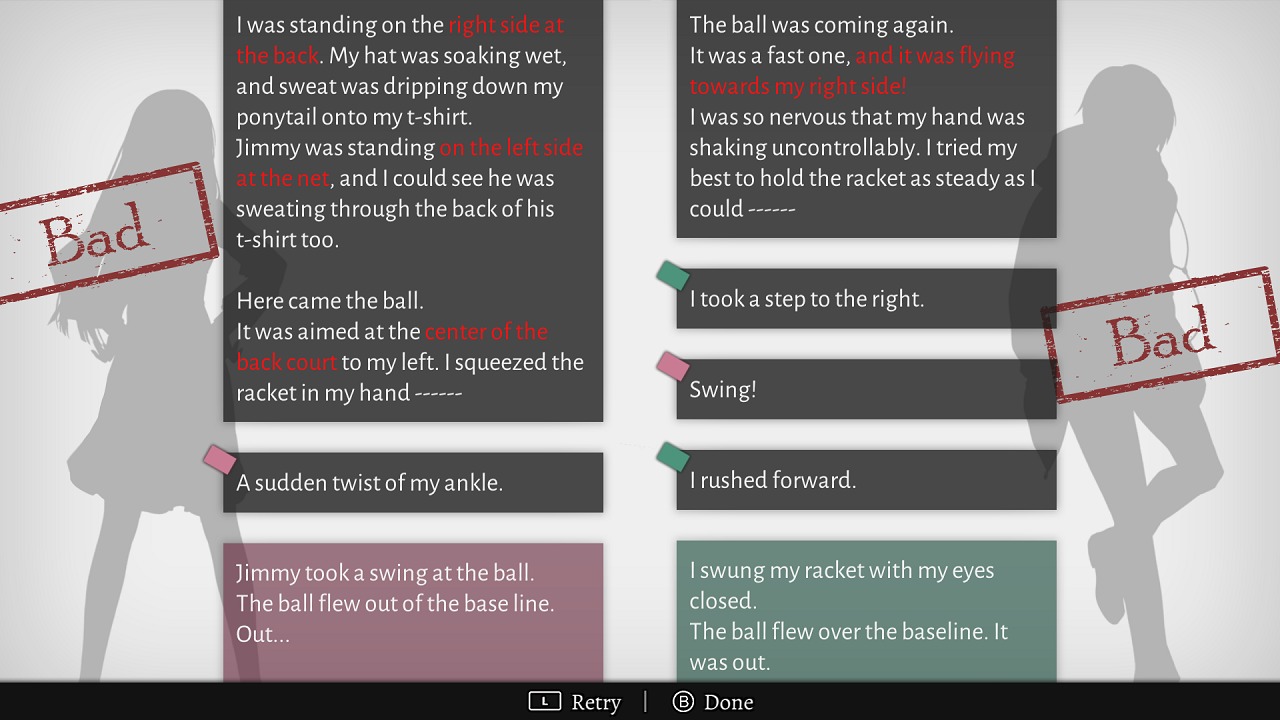 I was standing on the right side at
the back. My hat was soaking wet,
and sweat was dripping down my
ponytail onto my t-shirt.
Jimmy was standing on the left side
at the net, and I could see he was
sweating through the back of his
t-shirt too.
Here came the ball.
It was aimed at the center of the
back court to my left. I squeezed the
racket in my hand ------
A sudden twist of my ankle.
Jimmy took a swing at the ball.
The ball flew out of the base line.
Out...
Bad
The ball was coming again.
It was a fast one, and it was flying
towards my right side!
I was so nervous that my hand was
shaking uncontrollably. I tried my
best to hold the racket as steady as I
could ------
I took a step to the right.
Swing!
I rushed forward.
I swung my racket with my eyes
closed.
The ball flew over the baseline. It
was out.
Bad
L Retry | B Done